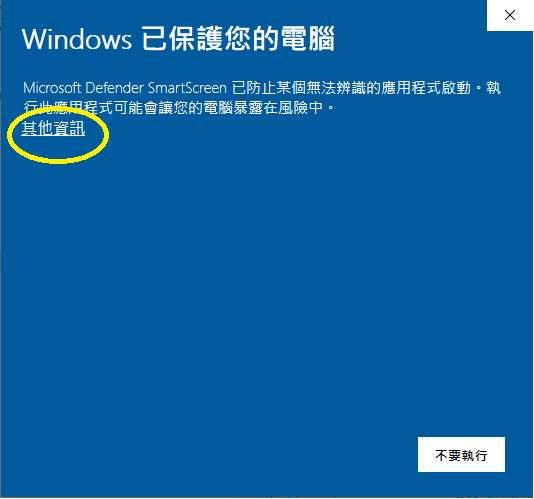 Windows 已保護您的電腦
Microsoft Defender SmartScreen 已防止某個無法辨識的應用程式啟動。執
行此應用程式可能會讓您的電腦暴露在風險中。
其他資訊
不要執行